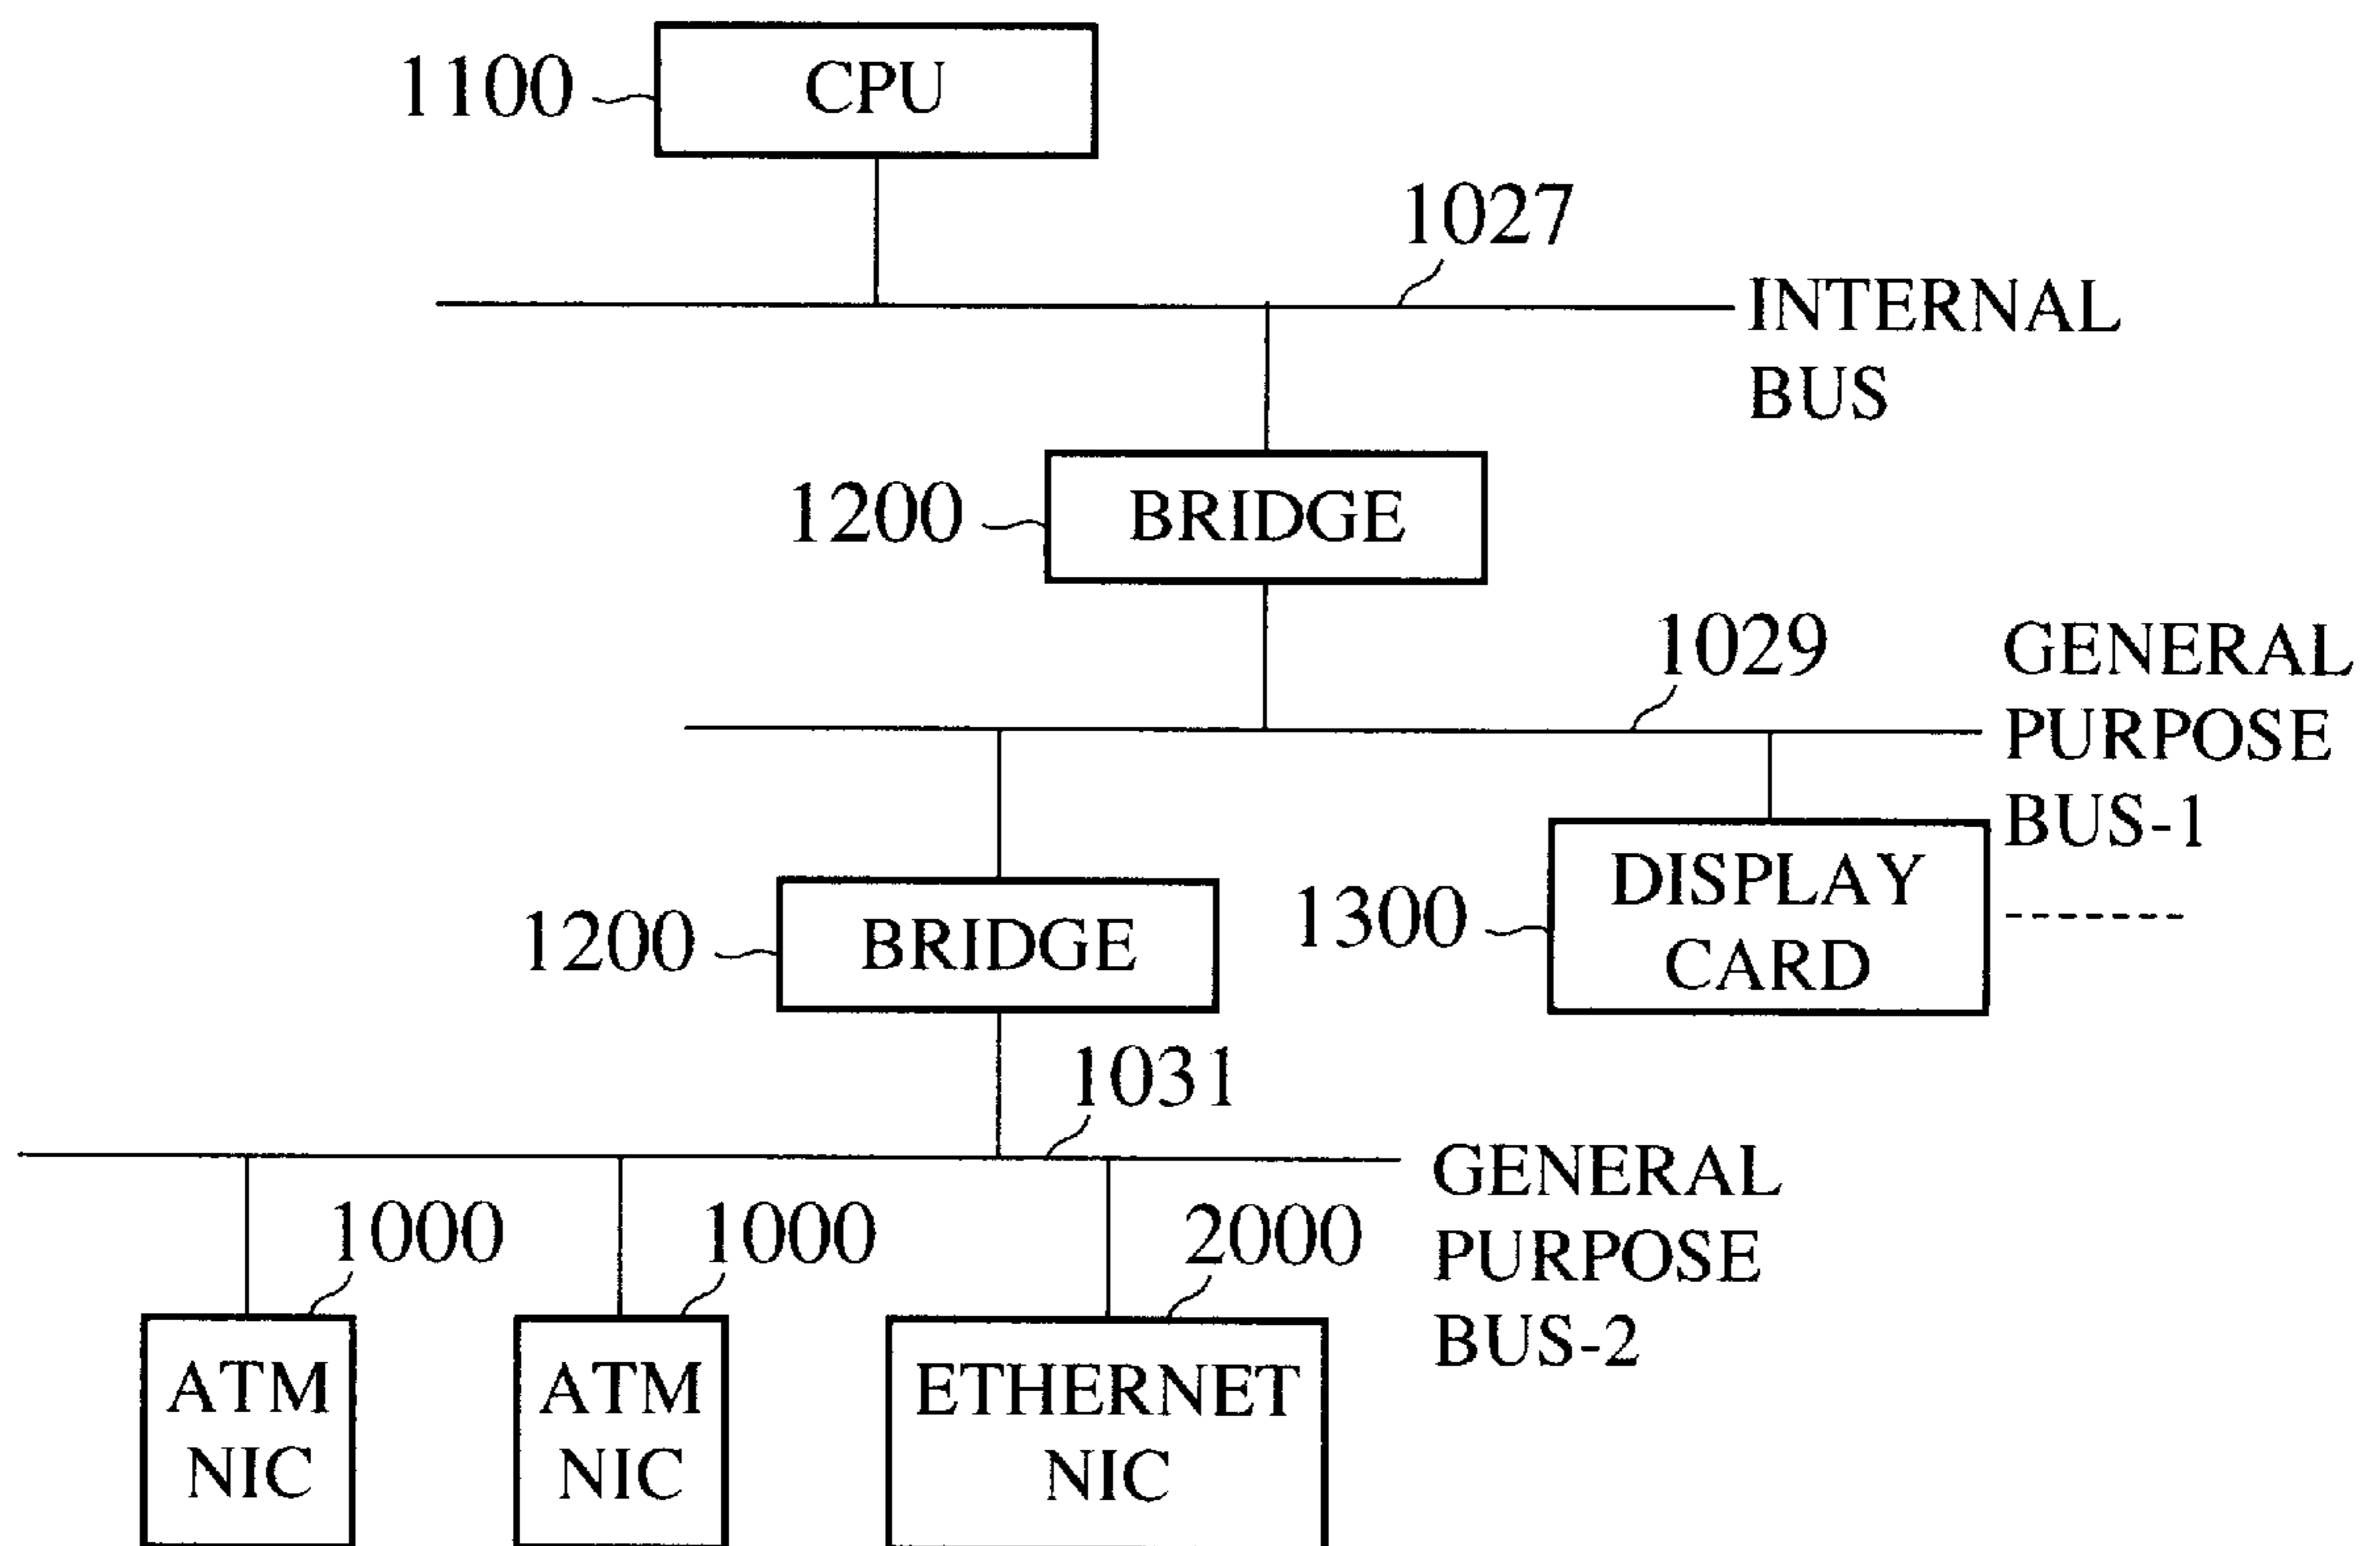 1100
CPU
1027
INTERNAL
BUS
1200
BRIDGE
1029
GENERAL
PURPOSE
BUS-1
1200
BRIDGE
1300
DISPLAY
CARD
1031
GENERAL
PURPOSE
BUS-2
1000
1000
2000
ATM
NIC
ATM
NIC
ETHERNET
NIC